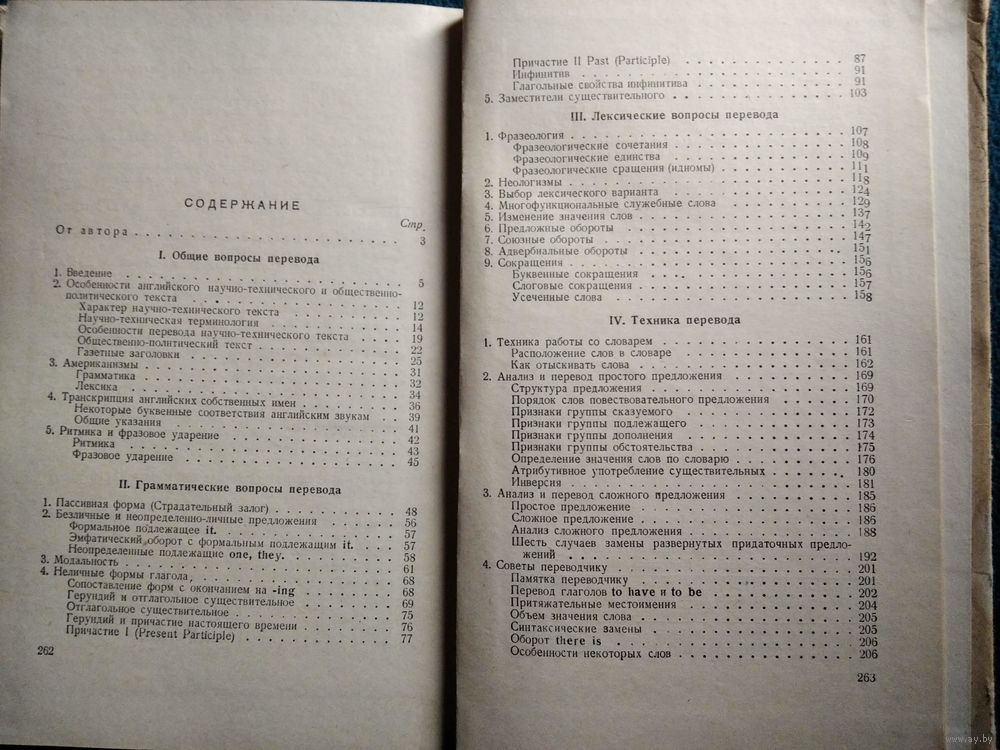 СОДЕРЖАНИЕ
Стр.
От автора 3
I. Общие вопросы перевода
1. Введение 5
2. Особенности английского научно-технического и общественно-
политического текста 12
Характер научно-технического текста 12
Научно-техническая терминология 14
Особенности перевода научно-технического текста 19
Общественно-политический текст 22
Газетные заголовки 25
3. Американизмы 31
Грамматика 32
Лексика 34
4. Транскрипция английских собственных имен 36
Некоторые буквенные соответствия английским звукам 39
Общие указания 41
5. Ритмика и фразовое ударение 42
Ритмика 43
Фразовое ударение 45
II. Грамматические вопросы перевода
1. Пассивная форма (Страдательный залог) 48
2. Безличные и неопределенно-личные предложения 56
Формальное подлежащее it. 57
Эмфатический оборот с формальным подлежащим it. 57
Неопределенные подлежащие one, they. 58
3. Модальность 61
4. Неличные формы глагола 68
Сопоставление форм с окончанием на -ing 68
Герундий и отглагольное существительное 69
Отглагольное существительное 75
Герундий и причастие настоящего времени 76
Причастие I (Present Participle) 77
262
Причастие II Past (Participle) 87
Инфинитив 91
Глагольные свойства инфинитива 91
5. Заместители существительного 103
III. Лексические вопросы перевода
1. Фразеология 107
Фразеологические сочетания 108
Фразеологические единства 109
Фразеологические сращения (идиомы) 111
2. Неологизмы 118
3. Выбор лексического варианта 124
4. Многофункциональные служебные слова 129
5. Изменение значения слов 137
6. Предложные обороты 142
7. Союзные обороты 147
8. Адвербиальные обороты 151
9. Сокращения 156
Буквенные сокращения 156
Слоговые сокращения 157
Усеченные слова 158
IV. Техника перевода
1. Техника работы со словарем 161
Расположение слов в словаре 161
Как отыскивать слова 162
2. Анализ и перевод простого предложения 169
Структура предложения 169
Порядок слов повествовательного предложения 170
Признаки группы сказуемого 172
Признаки группы подлежащего 173
Признаки группы дополнения 174
Признаки группы обстоятельства 175
Определение значения слов по словарю 176
Атрибутивное употребление существительных 180
Инверсия 181
3. Анализ и перевод сложного предложения 185
Простое предложение 186
Сложное предложение 186
Анализ сложного предложения 188
Шесть случаев замены развернутых придаточных предло-
жений 192
4. Советы переводчику 201
Памятка переводчику 201
Перевод глаголов to have и to be 202
Притяжательные местоимения 204
Объем значения слова 205
Синтаксические замены 205
Оборот there is 206
Особенности некоторых слов 206
263
www.ay.by